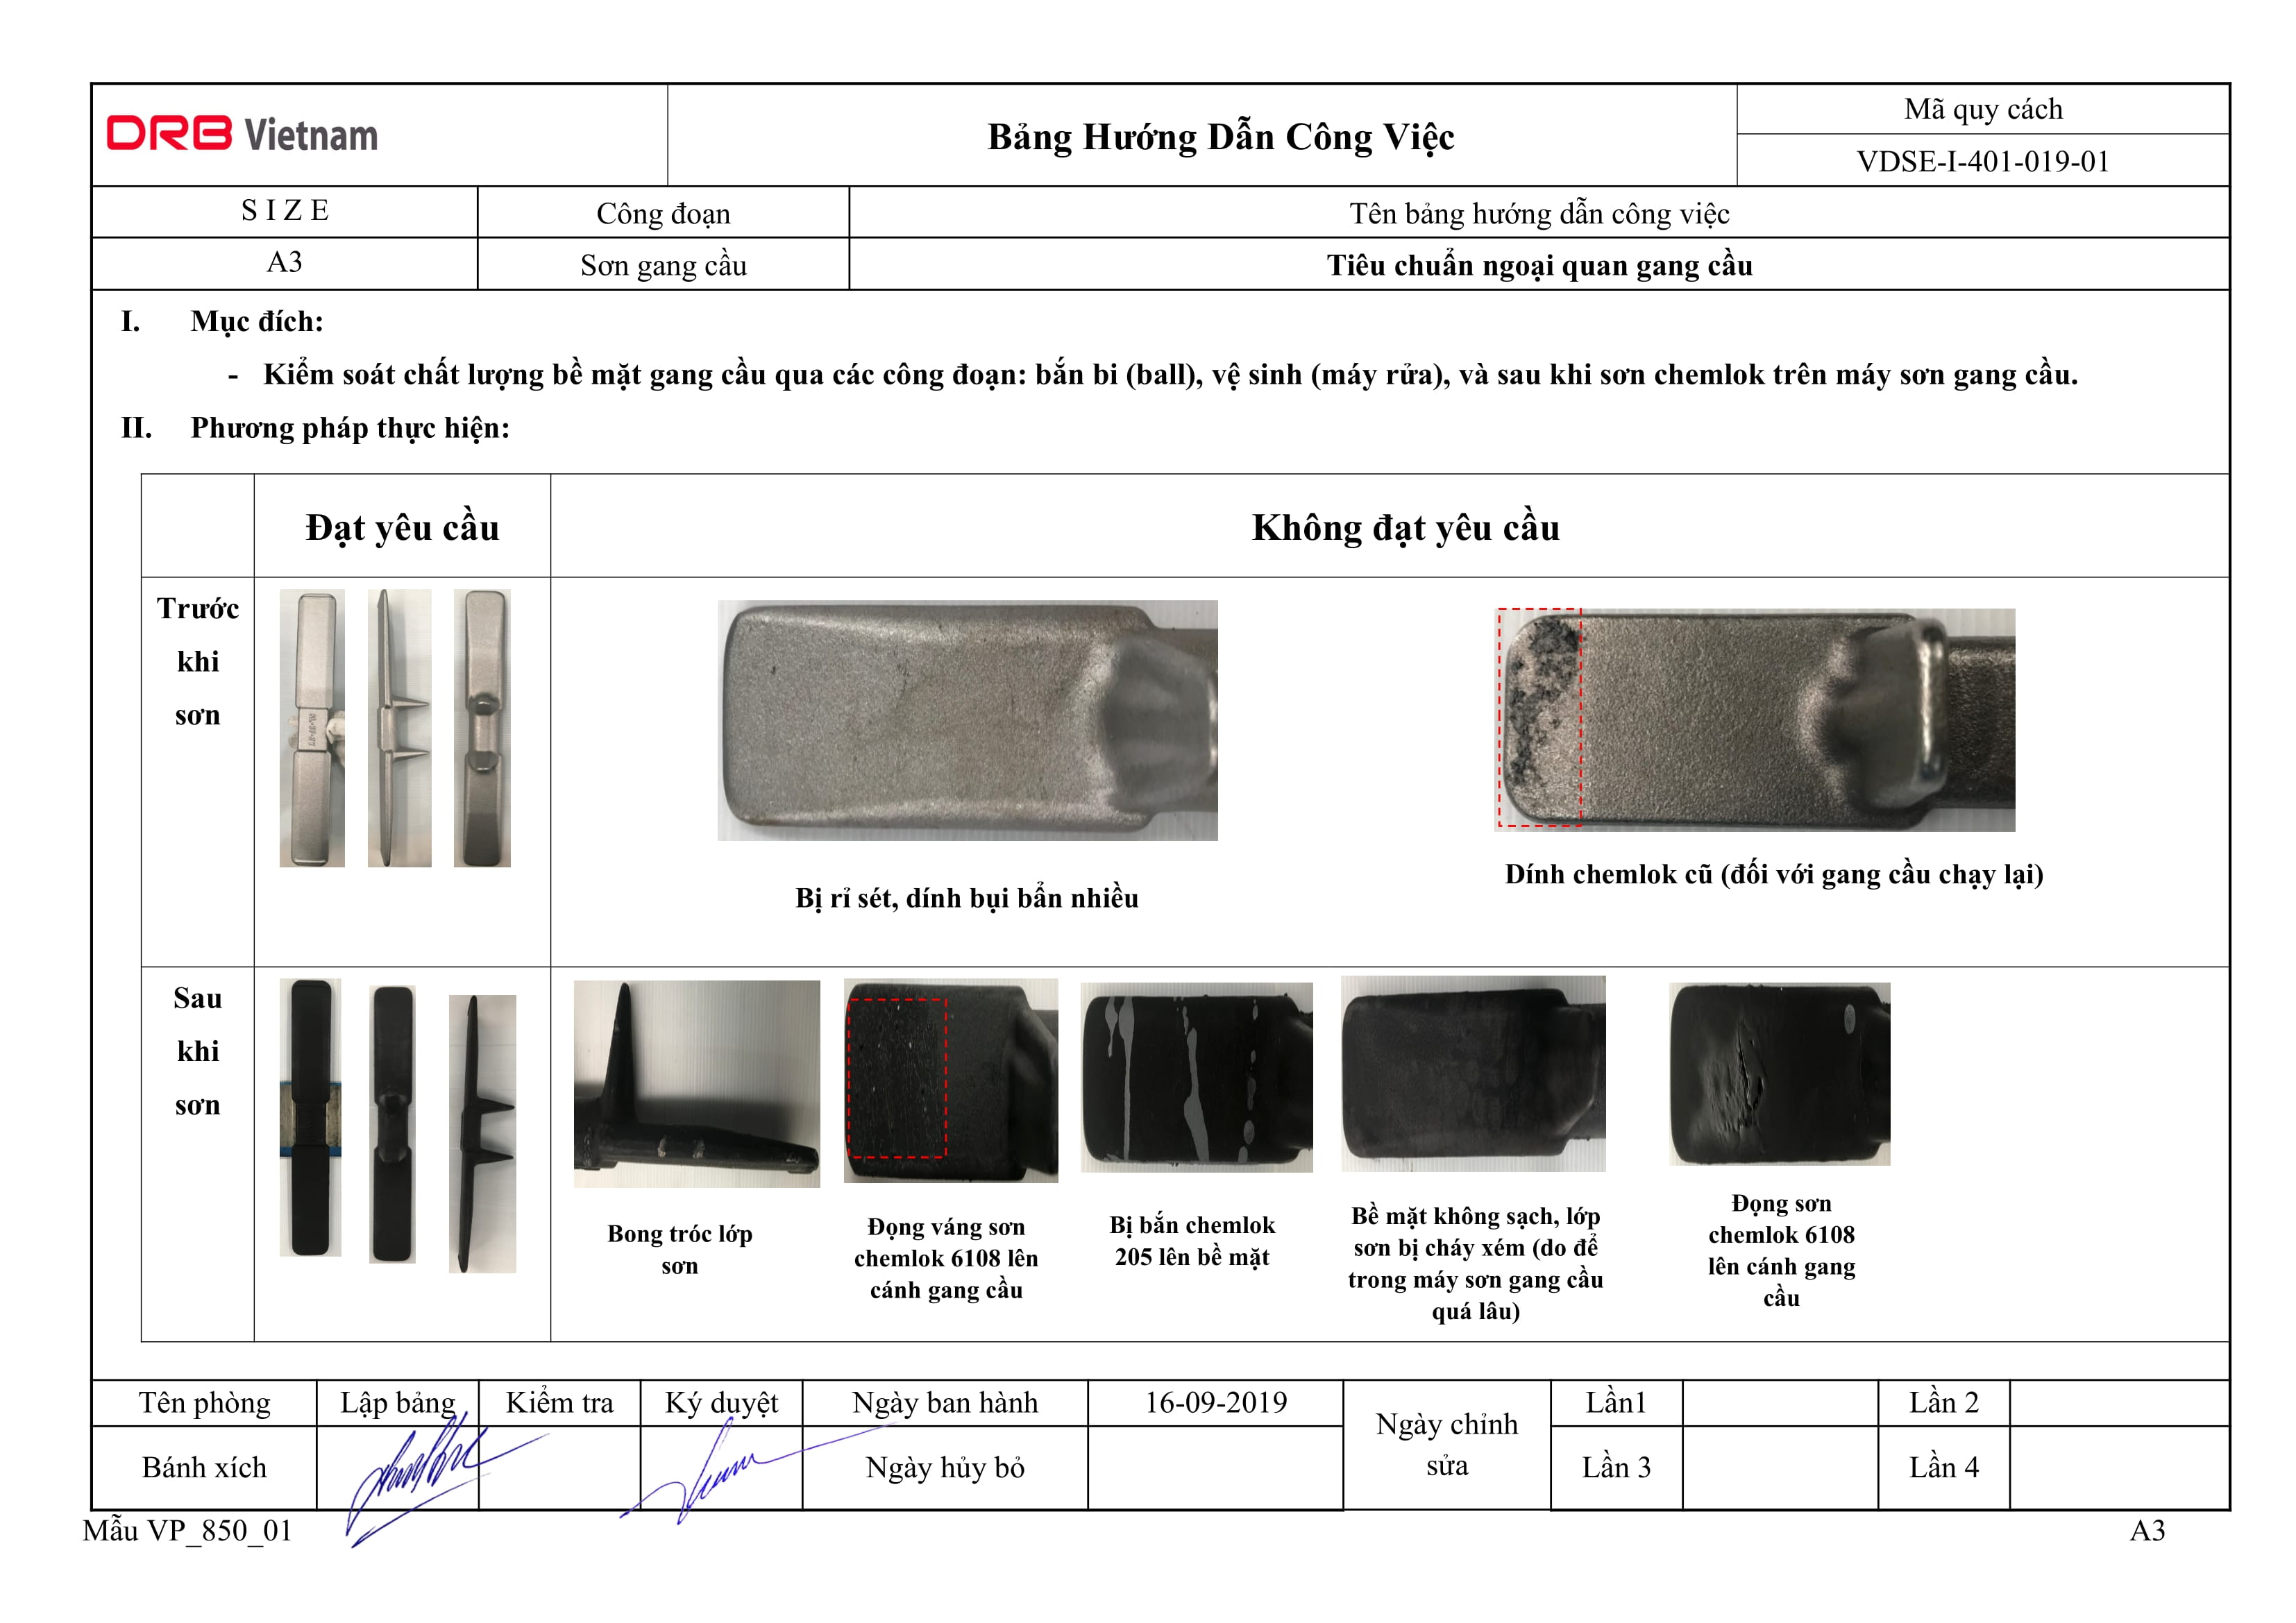 DRB Vietnam
Bảng Hướng Dẫn Công Việc
Mã quy cách
VDSE-I-401-019-01
S I Z E
Công đoạn
Tên bảng hướng dẫn công việc
A3
Sơn gang cầu
Tiêu chuẩn ngoại quan gang cầu
I. Mục đích:
- Kiểm soát chất lượng bề mặt gang cầu qua các công đoạn: bắn bi (ball), vệ sinh (máy rửa), và sau khi sơn chemlok trên máy sơn gang cầu.
II. Phương pháp thực hiện:
Đạt yêu cầu
Không đạt yêu cầu
Trước
khi
sơn
Bị rỉ sét, dính bụi bẩn nhiều
Dính chemlok cũ (đối với gang cầu chạy lại)
Sau
khi
sơn
Bong tróc lớp
sơn
Đọng váng sơn
chemlok 6108 lên
cánh gang cầu
Bị bắn chemlok
205 lên bề mặt
Bề mặt không sạch, lớp
sơn bị cháy xém (do để
trong máy sơn gang cầu
quá lâu)
Đọng sơn
chemlok 6108
lên cánh gang
cầu
Tên phòng
Lập bảng
Kiểm tra
Ký duyệt
Ngày ban hành
16-09-2019
Ngày chỉnh
sửa
Lần1
Lần 2
Bánh xích
Ngày hủy bỏ
Lần 3
Lần 4
Mẫu VP_850_01
A3